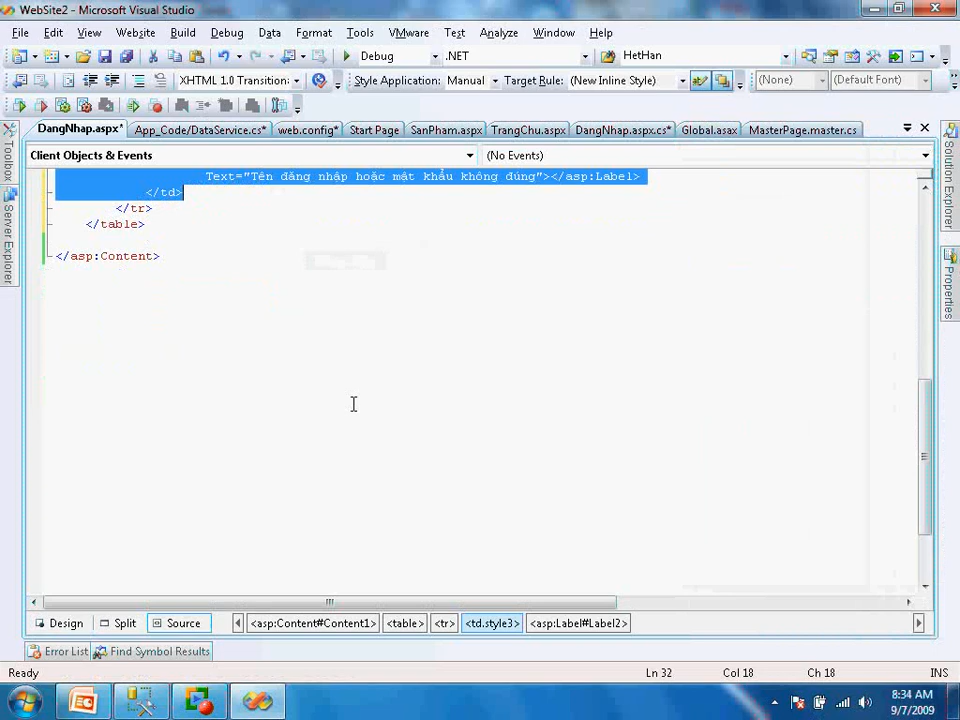 WebSite2 - Microsoft Visual Studio
File Edit View Website Build Debug Data Format Tools VMware Test Analyze Window Help
Debug .NET HetHan
XHTML 1.0 Transition: Style Application: Manual Target Rule: (New Inline Style) (None) (Default Font)
DangNhap.aspx* App_Code/DataService.cs* web.config* Start Page SanPham.aspx TrangChu.aspx DangNhap.aspx.cs* Global.asax MasterPage.master.cs
Client Objects & Events (No Events)
Toolbox
Server Explorer
Solution Explorer
Properties
Text="Tên đăng nhập hoặc mật khẩu không đúng"></asp:Label>
</td>
</tr>
</table>
</asp:Content>
Design Split Source <asp:Content#Content1> <table> <tr> <td.style3> <asp:Label#Label2>
Error List Find Symbol Results
Ready Ln 32 Col 18 Ch 18 INS
8:34 AM
9/7/2009